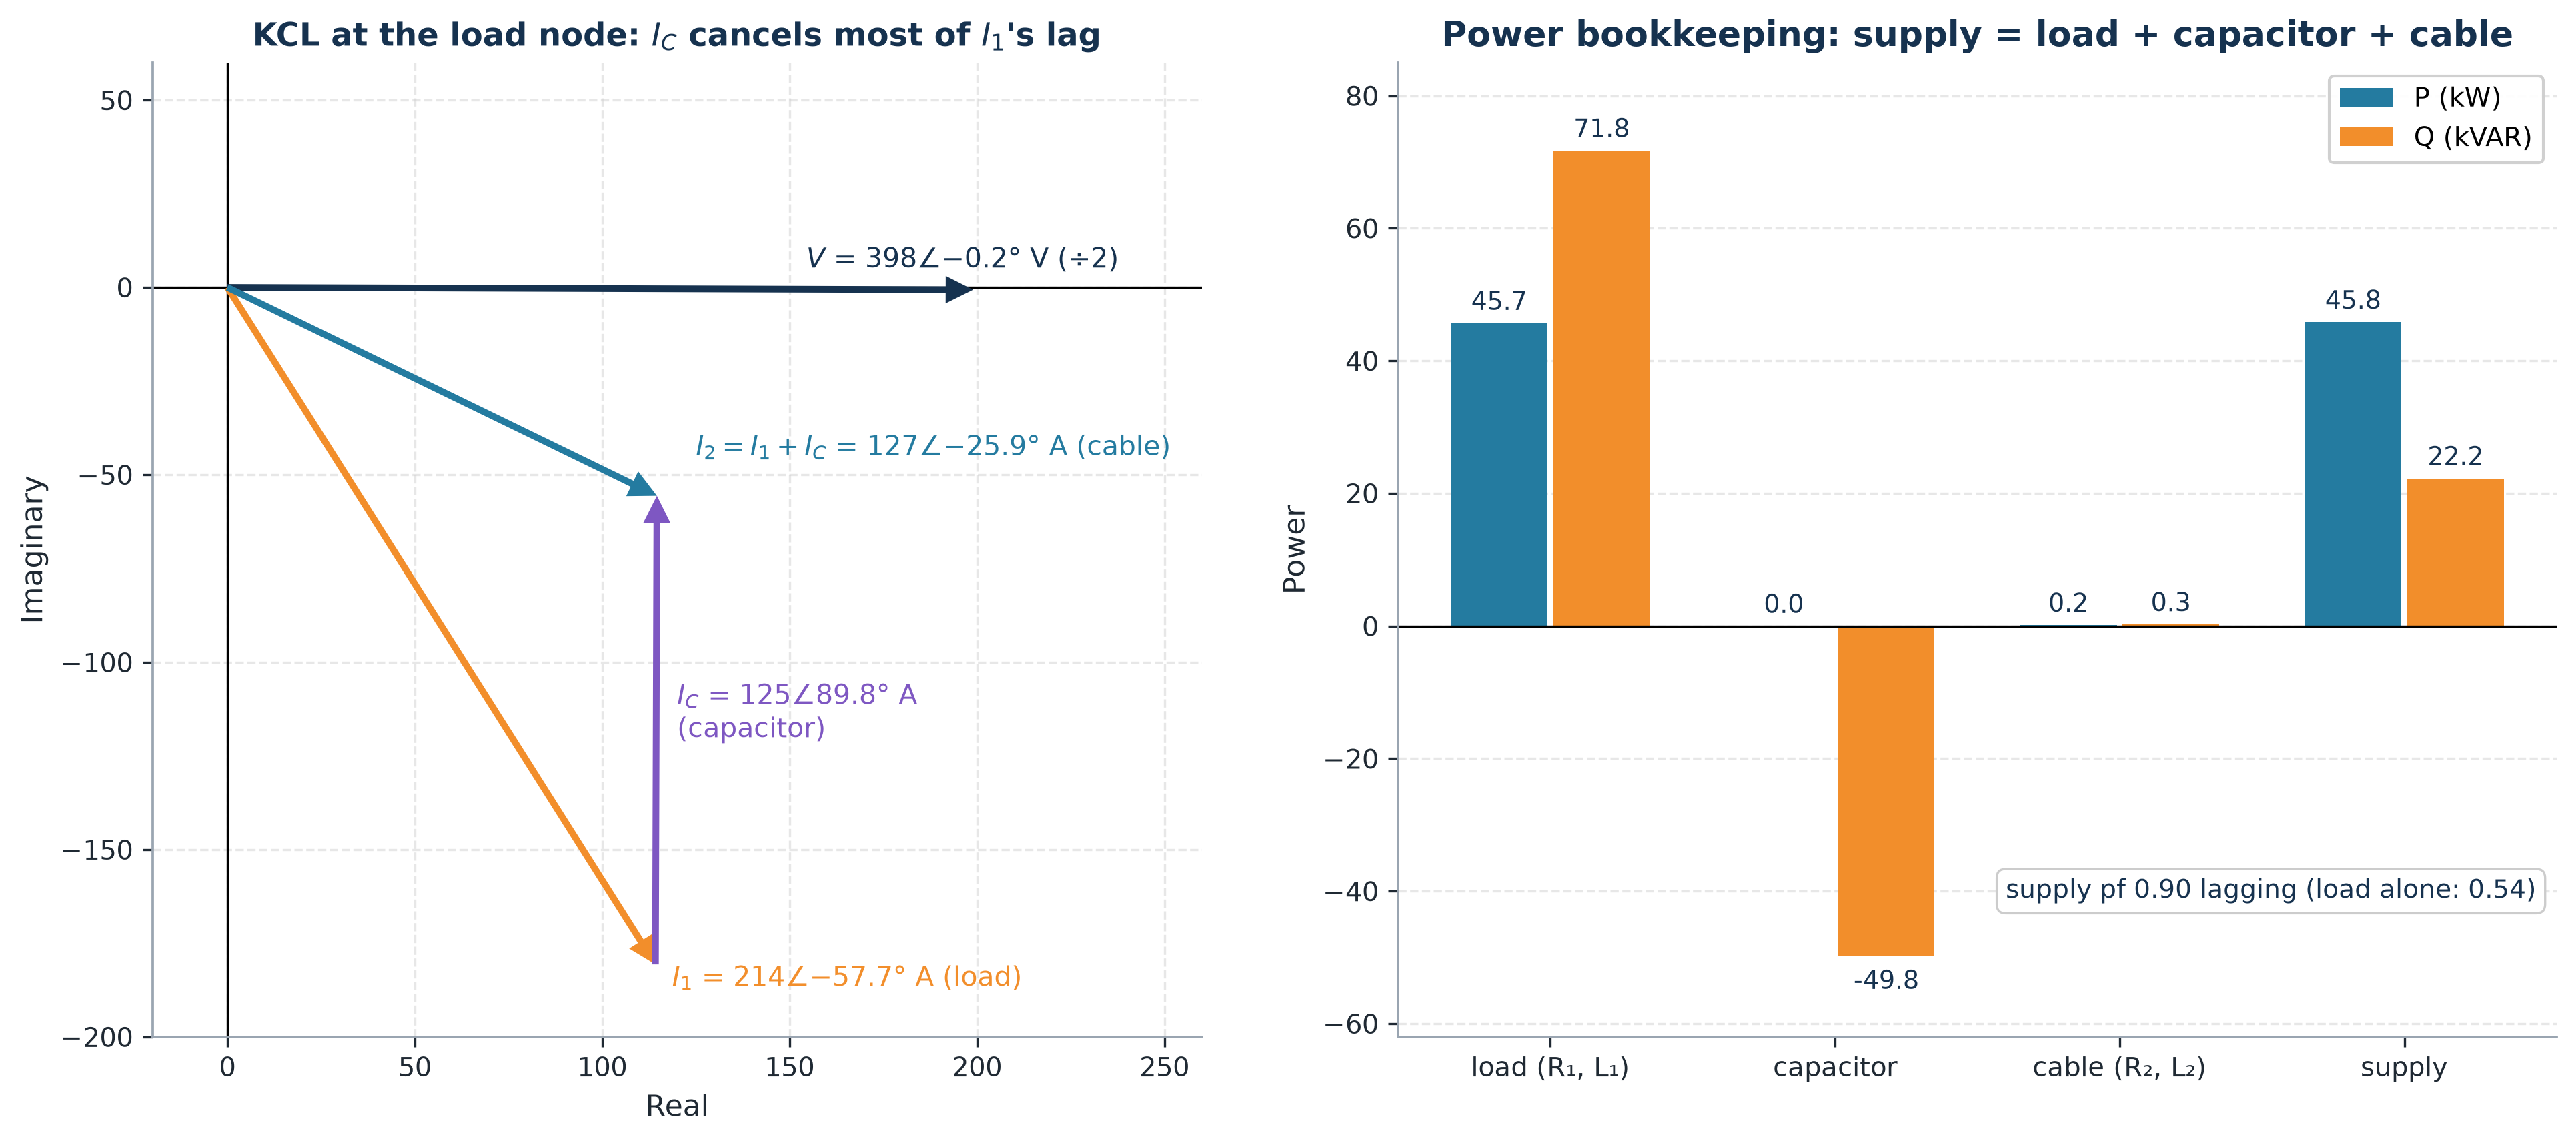 KCL at the load node: I_C cancels most of I_1's lag
50
0
−50
−100
−150
−200
Imaginary
V = 398∠−0.2° V (÷2)
I_2 = I_1 + I_C = 127∠−25.9° A (cable)
I_C = 125∠89.8° A
(capacitor)
I_1 = 214∠−57.7° A (load)
0 50 100 150 200 250
Real
Power bookkeeping: supply = load + capacitor + cable
P (kW)
Q (kVAR)
80
60
40
20
0
−20
−40
−60
Power
45.7
71.8
0.0
-49.8
0.2
0.3
45.8
22.2
supply pf 0.90 lagging (load alone: 0.54)
load (R₁, L₁) capacitor cable (R₂, L₂) supply